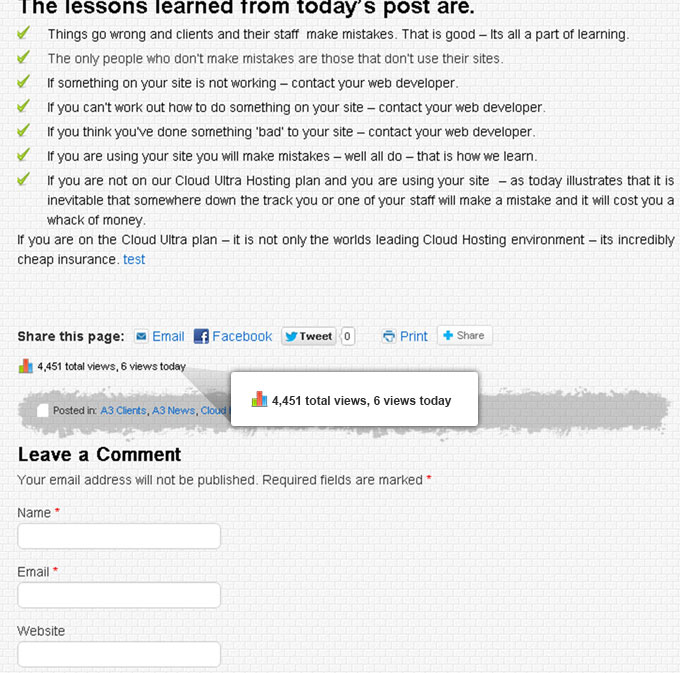 The lessons learned from today's post are.
Things go wrong and clients and their staff make mistakes. That is good – Its all a part of learning.
The only people who don't make mistakes are those that don't use their sites.
If something on your site is not working – contact your web developer.
If you can't work out how to do something on your site – contact your web developer.
If you think you've done something 'bad' to your site – contact your web developer.
If you are using your site you will make mistakes – well all do – that is how we learn.
If you are not on our Cloud Ultra Hosting plan and you are using your site – as today illustrates that it is
inevitable that somewhere down the track you or one of your staff will make a mistake and it will cost you a
whack of money.
If you are on the Cloud Ultra plan – it is not only the worlds leading Cloud Hosting environment – its incredibly
cheap insurance. test
Share this page: Email Facebook Tweet 0 Print Share
4,451 total views, 6 views today
4,451 total views, 6 views today
Posted in: A3 Clients, A3 News, Cloud
Leave a Comment
Your email address will not be published. Required fields are marked *
Name *
Email *
Website